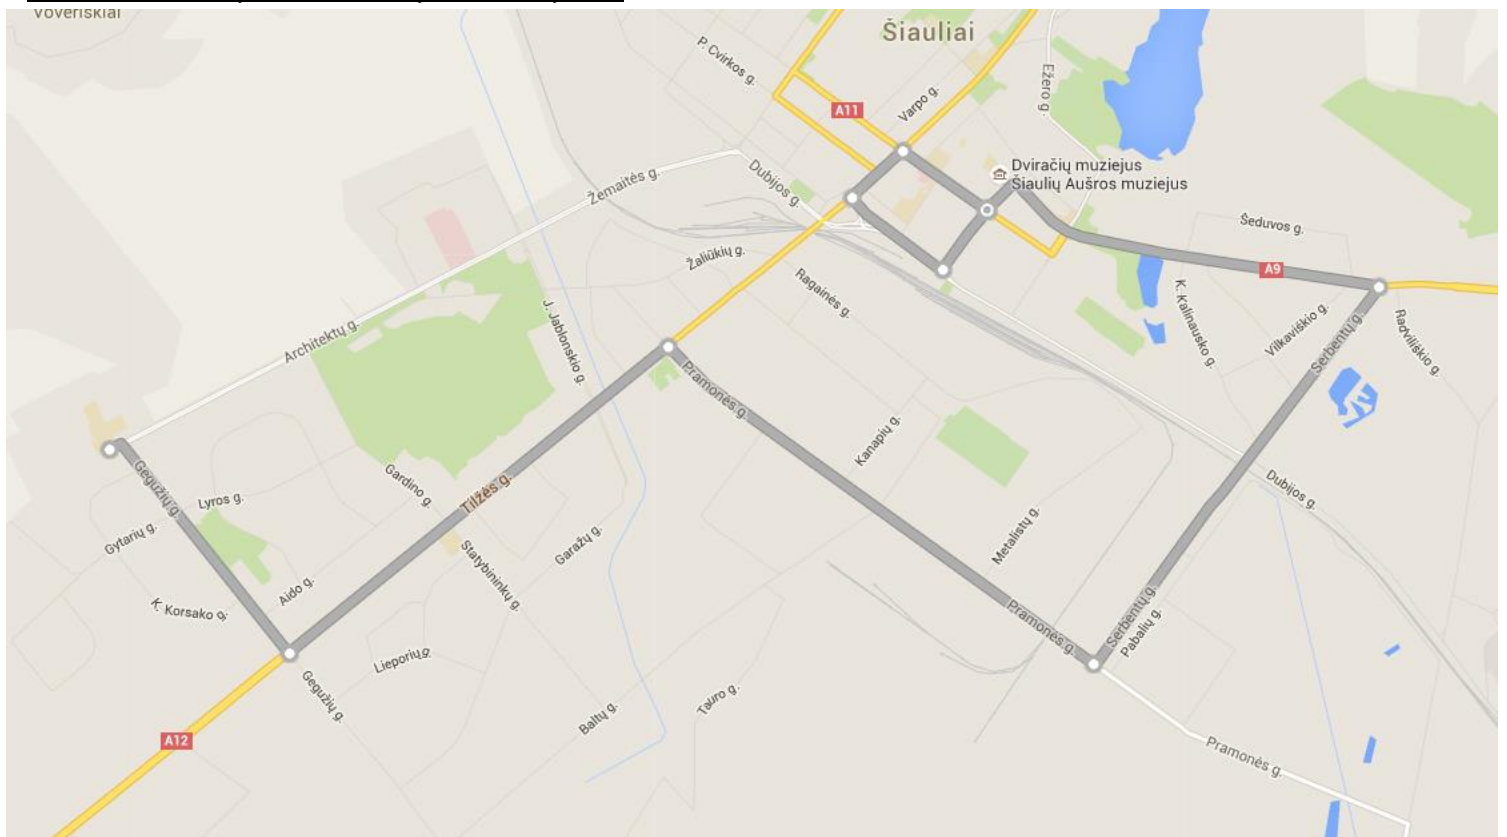 Voveriškiai
Šiauliai
P. Cvirkos g.
Ežero g.
A11
Varpo g.
Dviračių muziejus
Šiaulių Aušros muziejus
Žemaitės g.
Dubijos g.
Šeduvos g.
Žaliūkių g.
A9
Ragainės g.
K. Kalinausko g.
Vilkaviškio g.
Serbentų g.
Radviliškio g.
Architektų g.
J. Jablonskio g.
Pramonės g.
Kanapių g.
Gegužių g.
Lyros g.
Gardino g.
Tilžės g.
Dubijos g.
Gytarių g.
Garažų g.
Metalistų g.
Statybininkų g.
Aido g.
K. Korsako g.
Pramonės g.
Serbentų g.
Pabalių g.
Lieporių g.
Gegužių g.
Tauro g.
Baltų g.
A12
Pramonės g.